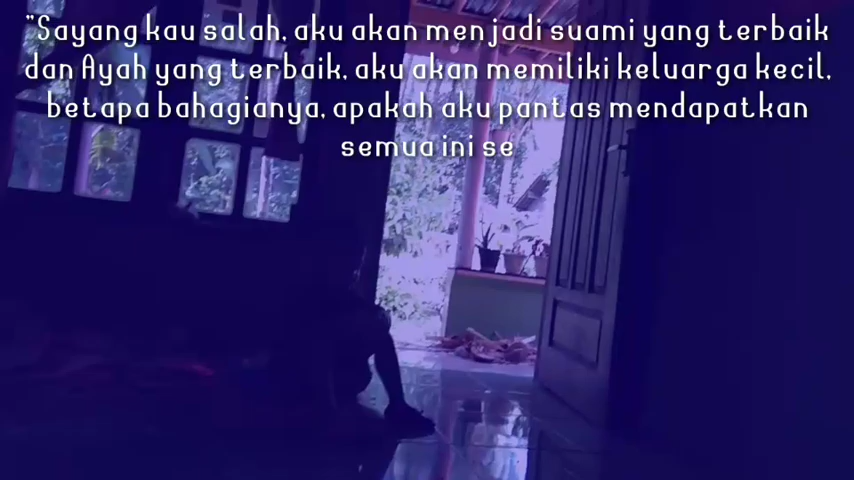 "Sayang kau salah, aku akan menjadi suami yang terbaik
dan Ayah yang terbaik, aku akan memiliki keluarga kecil,
betapa bahagianya, apakah aku pantas mendapatkan
semua ini se